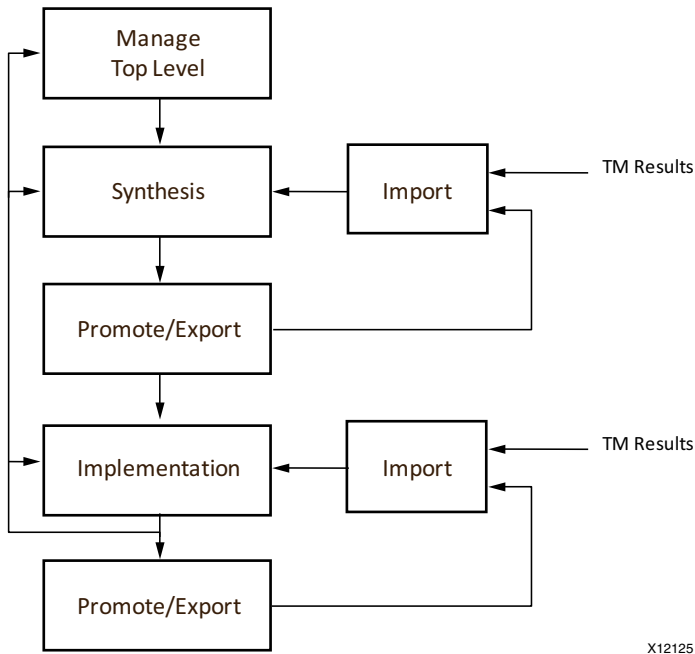 Manage
Top Level
Synthesis
Import
TM Results
Promote/Export
Implementation
Import
TM Results
Promote/Export
X12125